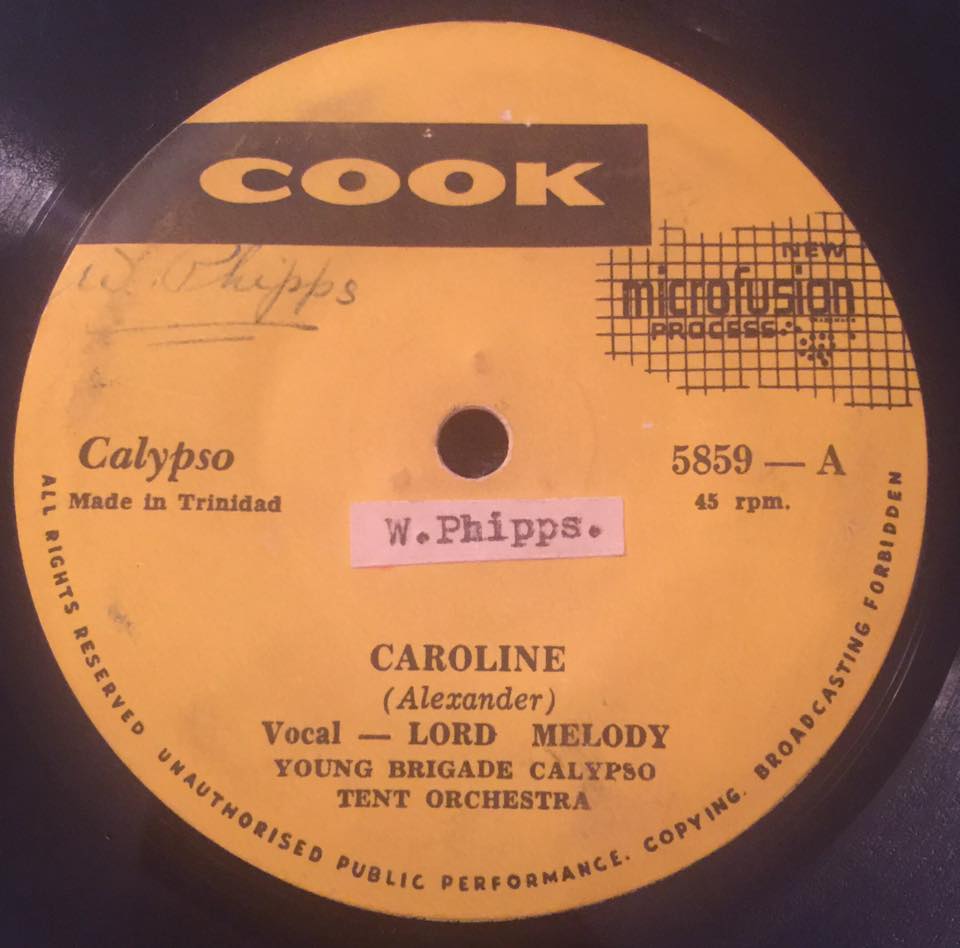 COOK
W. Phipps
NEW
microfusion
PROCESS
Calypso
Made in Trinidad
5859 — A
45 rpm.
W.Phipps.
CAROLINE
(Alexander)
Vocal — LORD MELODY
YOUNG BRIGADE CALYPSO
TENT ORCHESTRA
ALL RIGHTS RESERVED UNAUTHORISED PUBLIC PERFORMANCE. COPYING. BROADCASTING FORBIDDEN